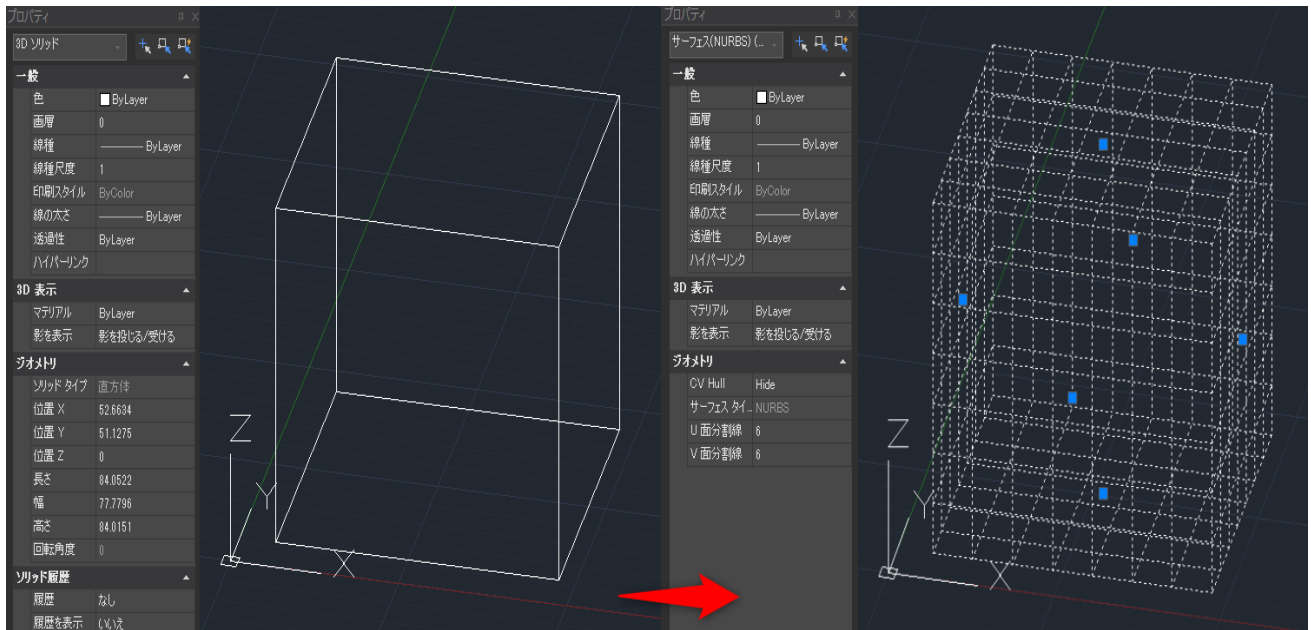 プロパティ
3D ソリッド
一般
色 ByLayer
画層 0
線種 ByLayer
線種尺度 1
印刷スタイル ByColor
線の太さ ByLayer
透過性 ByLayer
ハイパーリンク
3D 表示
マテリアル ByLayer
影を表示 影を投じる/受ける
ジオメトリ
ソリッド タイプ 直方体
位置 X 52.6634
位置 Y 51.1275
位置 Z 0
長さ 84.0522
幅 77.7796
高さ 84.0151
回転角度 0
ソリッド履歴
履歴 なし
履歴を表示 いいえ
Z
Y
X
プロパティ
サーフェス(NURBS) (...
一般
色 ByLayer
画層 0
線種 ByLayer
線種尺度 1
印刷スタイル ByColor
線の太さ ByLayer
透過性 ByLayer
ハイパーリンク
3D 表示
マテリアル ByLayer
影を表示 影を投じる/受ける
ジオメトリ
CV Hull Hide
サーフェス タイ... NURBS
U 面分割線 6
V 面分割線 6
Z
Y
X